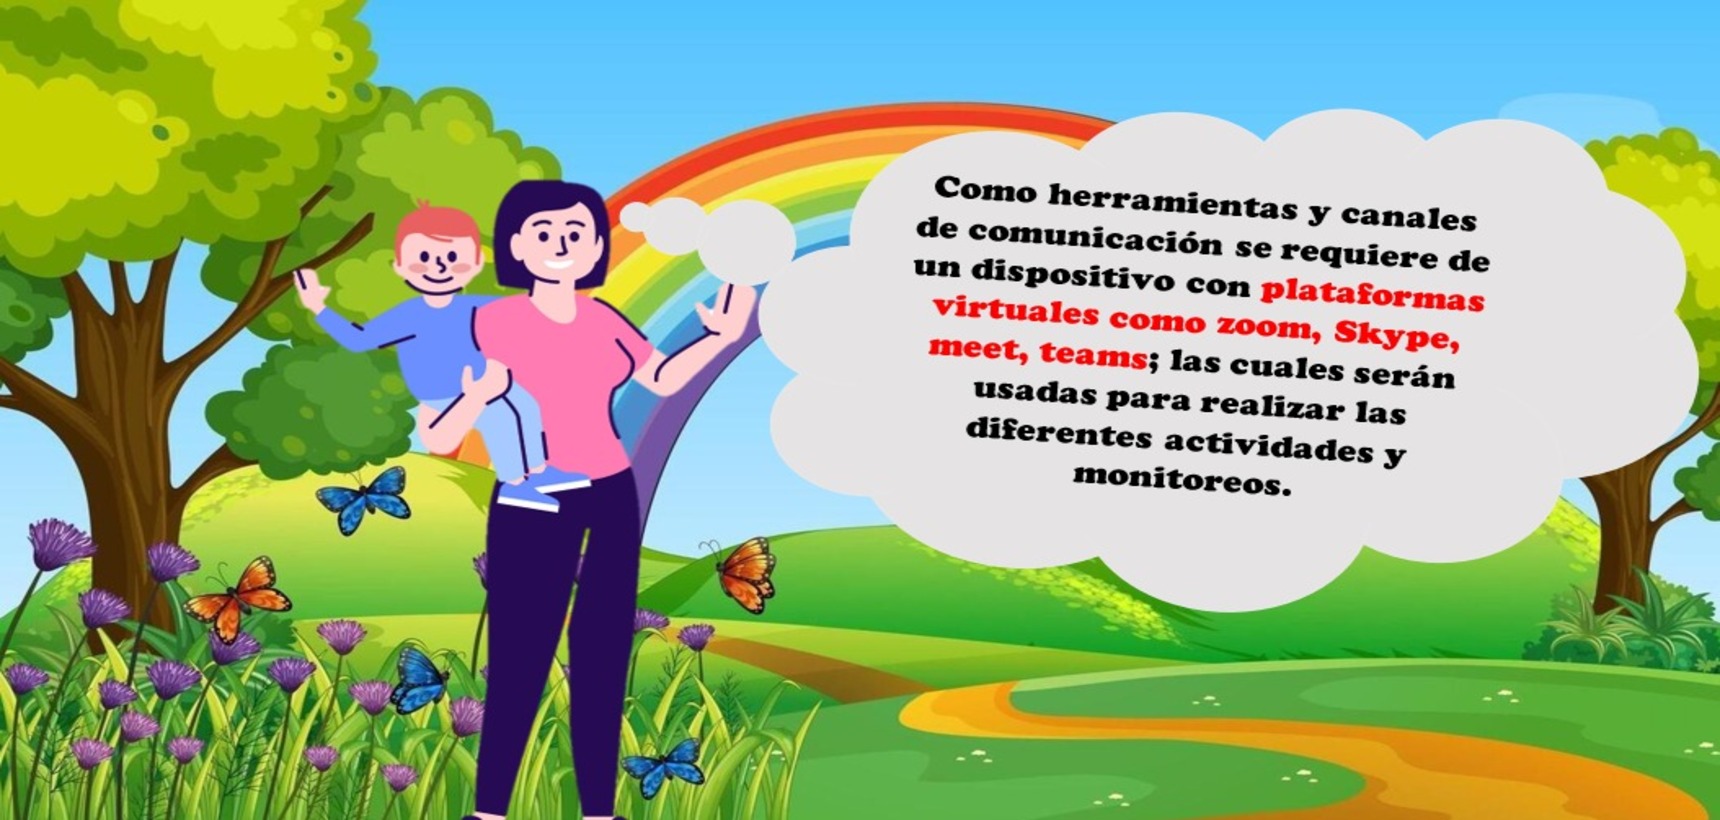 Como herramientas y canales
de comunicación se requiere de
un dispositivo con plataformas
virtuales como zoom, Skype,
meet, teams; las cuales serán
usadas para realizar las
diferentes actividades y
monitoreos.